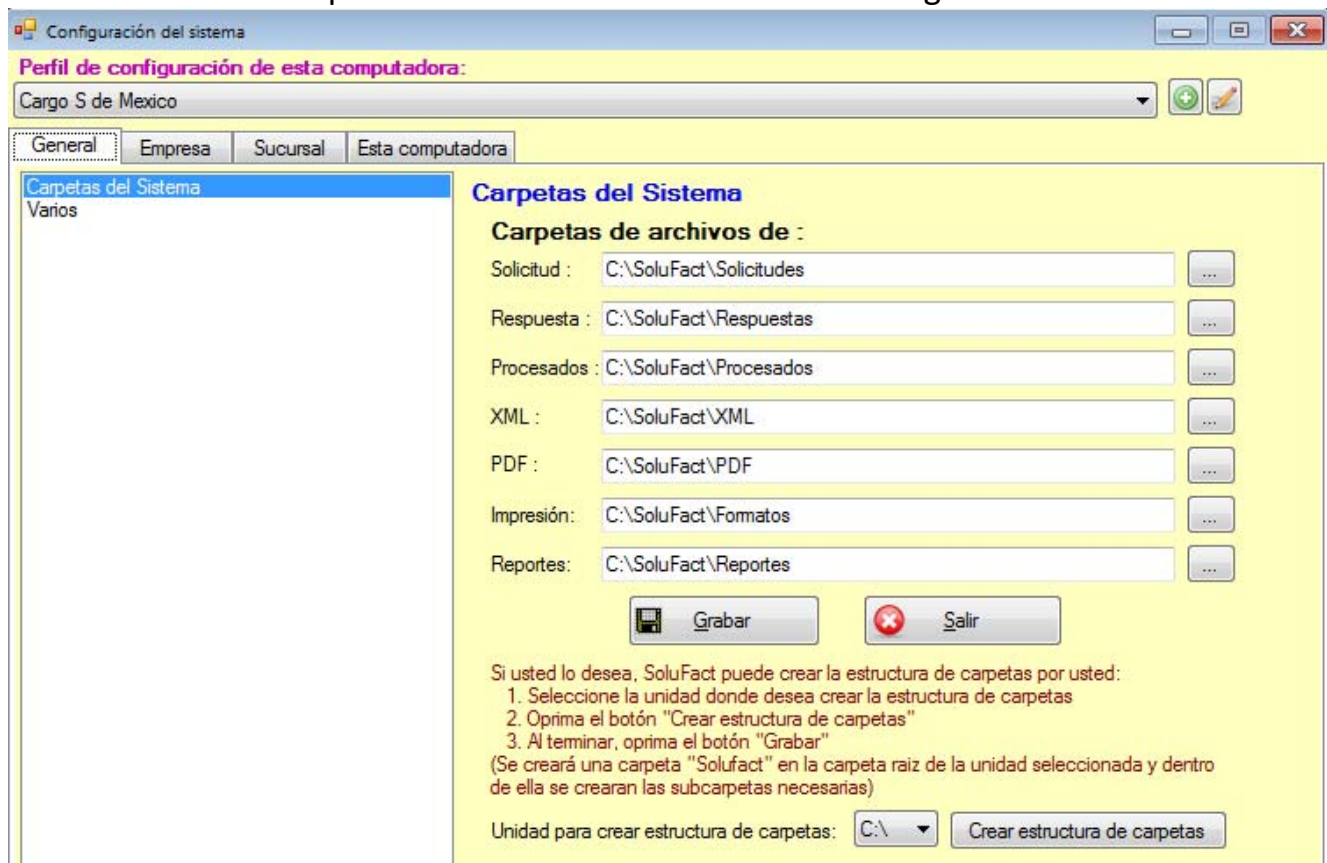 Configuración del sistema
Perfil de configuración de esta computadora:
Cargo S de Mexico
General Empresa Sucursal Esta computadora
Carpetas del Sistema
Varios
Carpetas del Sistema
Carpetas de archivos de :
Solicitud : C:\SoluFact\Solicitudes ...
Respuesta : C:\SoluFact\Respuestas ...
Procesados : C:\SoluFact\Procesados ...
XML : C:\SoluFact\XML ...
PDF : C:\SoluFact\PDF ...
Impresión: C:\SoluFact\Formatos ...
Reportes: C:\SoluFact\Reportes ...
Grabar Salir
Si usted lo desea, SoluFact puede crear la estructura de carpetas por usted:
1. Seleccione la unidad donde desea crear la estructura de carpetas
2. Oprima el botón "Crear estructura de carpetas"
3. Al terminar, oprima el botón "Grabar"
(Se creará una carpeta "Solufact" en la carpeta raiz de la unidad seleccionada y dentro
de ella se crearan las subcarpetas necesarias)
Unidad para crear estructura de carpetas: C:\ Crear estructura de carpetas